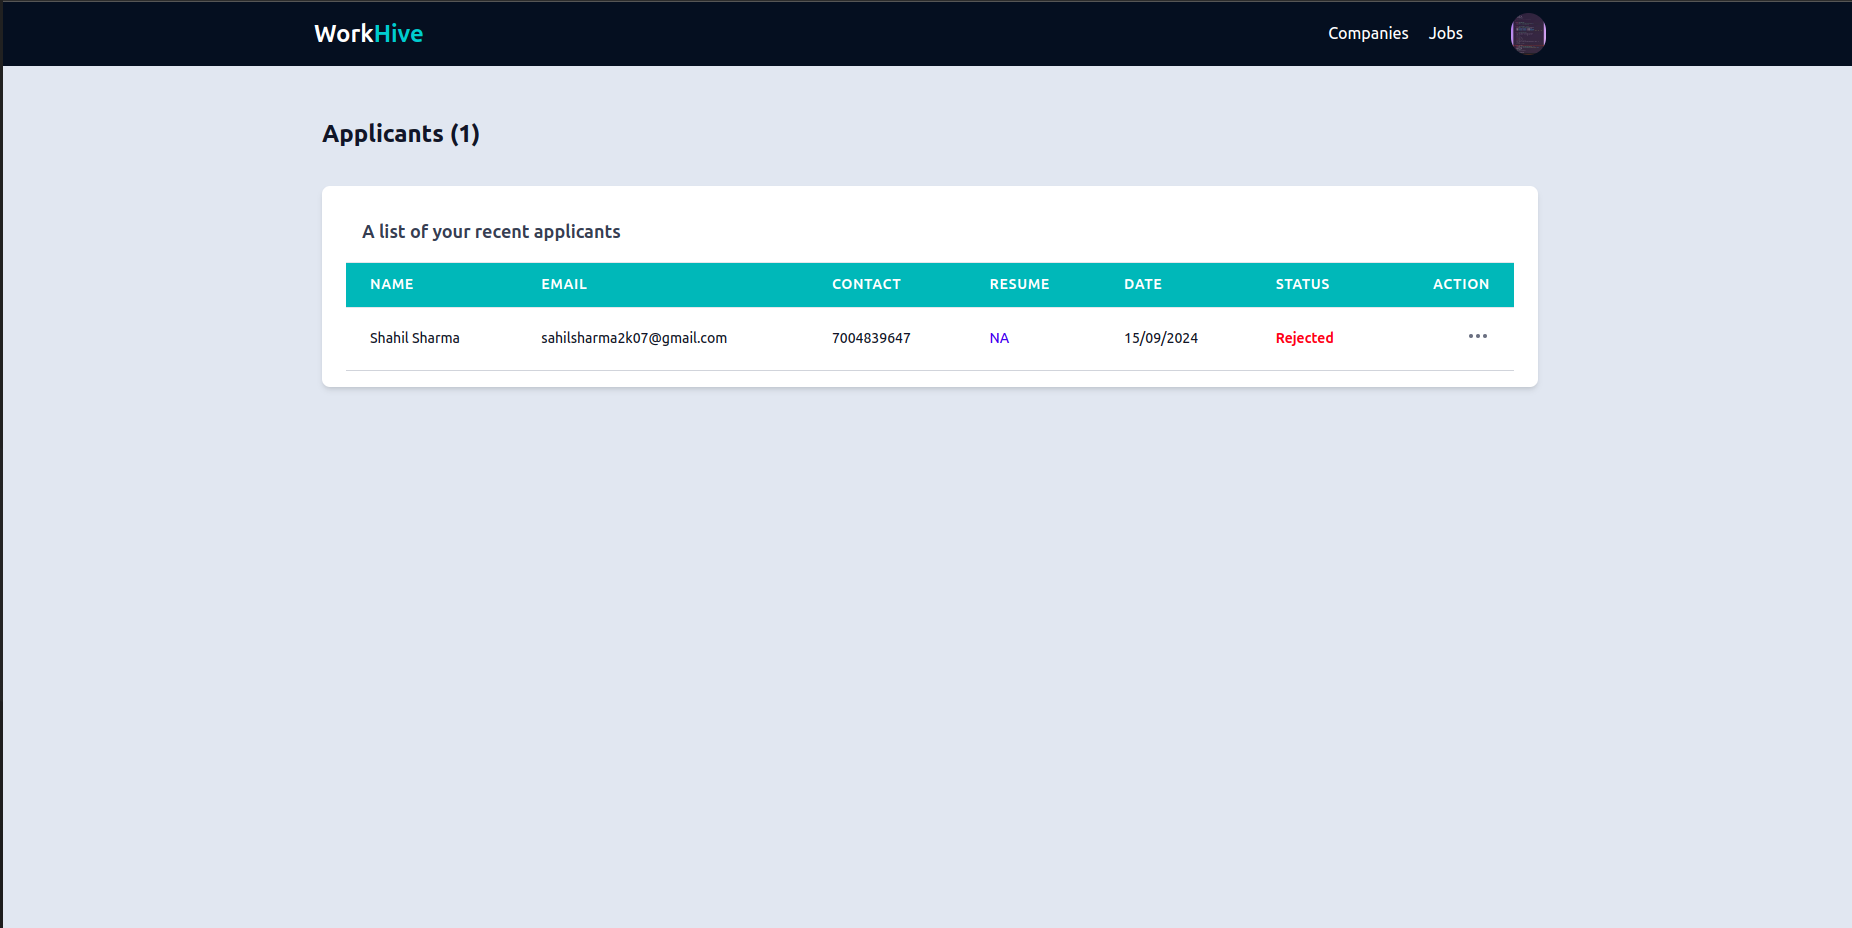 WorkHive Companies Jobs
Applicants (1)
A list of your recent applicants
NAME EMAIL CONTACT RESUME DATE STATUS ACTION
Shahil Sharma sahilsharma2k07@gmail.com 7004839647 NA 15/09/2024 Rejected